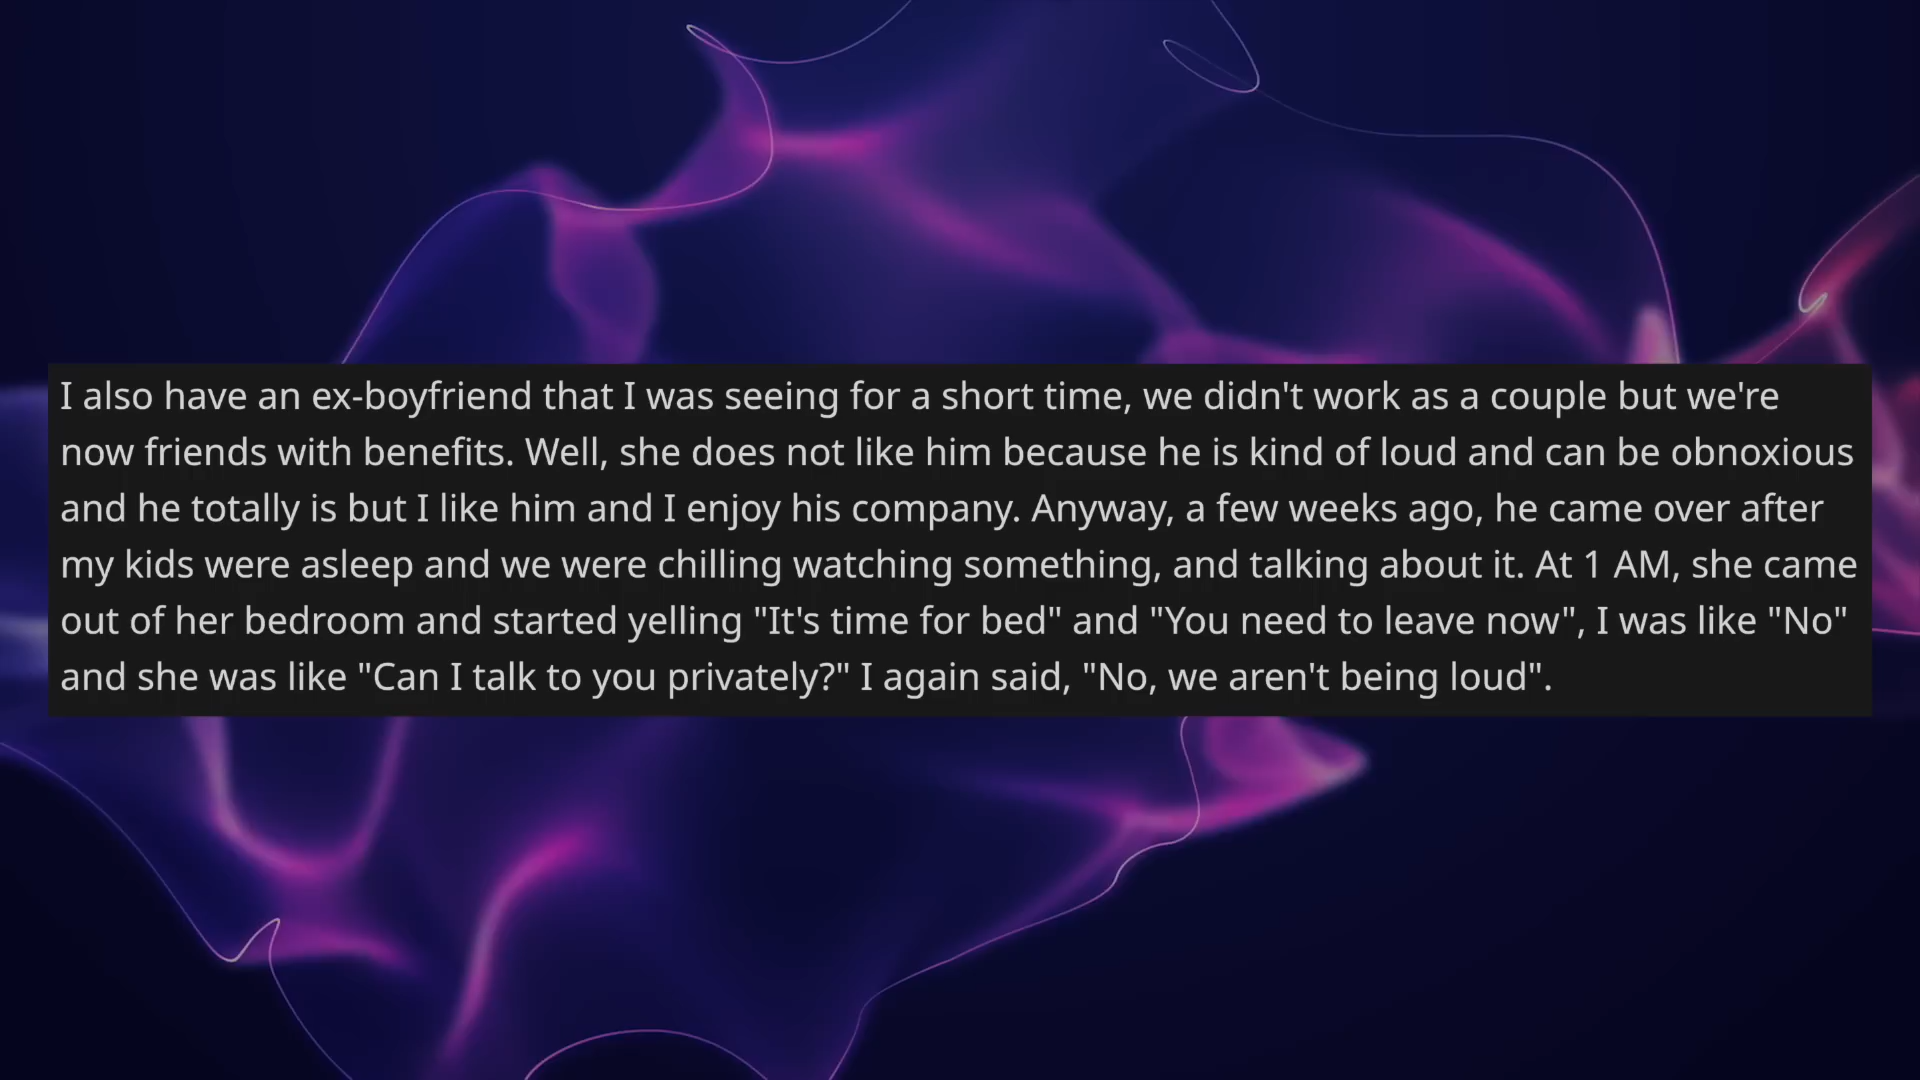 I also have an ex-boyfriend that I was seeing for a short time, we didn't work as a couple but we're
now friends with benefits. Well, she does not like him because he is kind of loud and can be obnoxious
and he totally is but I like him and I enjoy his company. Anyway, a few weeks ago, he came over after
my kids were asleep and we were chilling watching something, and talking about it. At 1 AM, she came
out of her bedroom and started yelling "It's time for bed" and "You need to leave now", I was like "No"
and she was like "Can I talk to you privately?" I again said, "No, we aren't being loud".